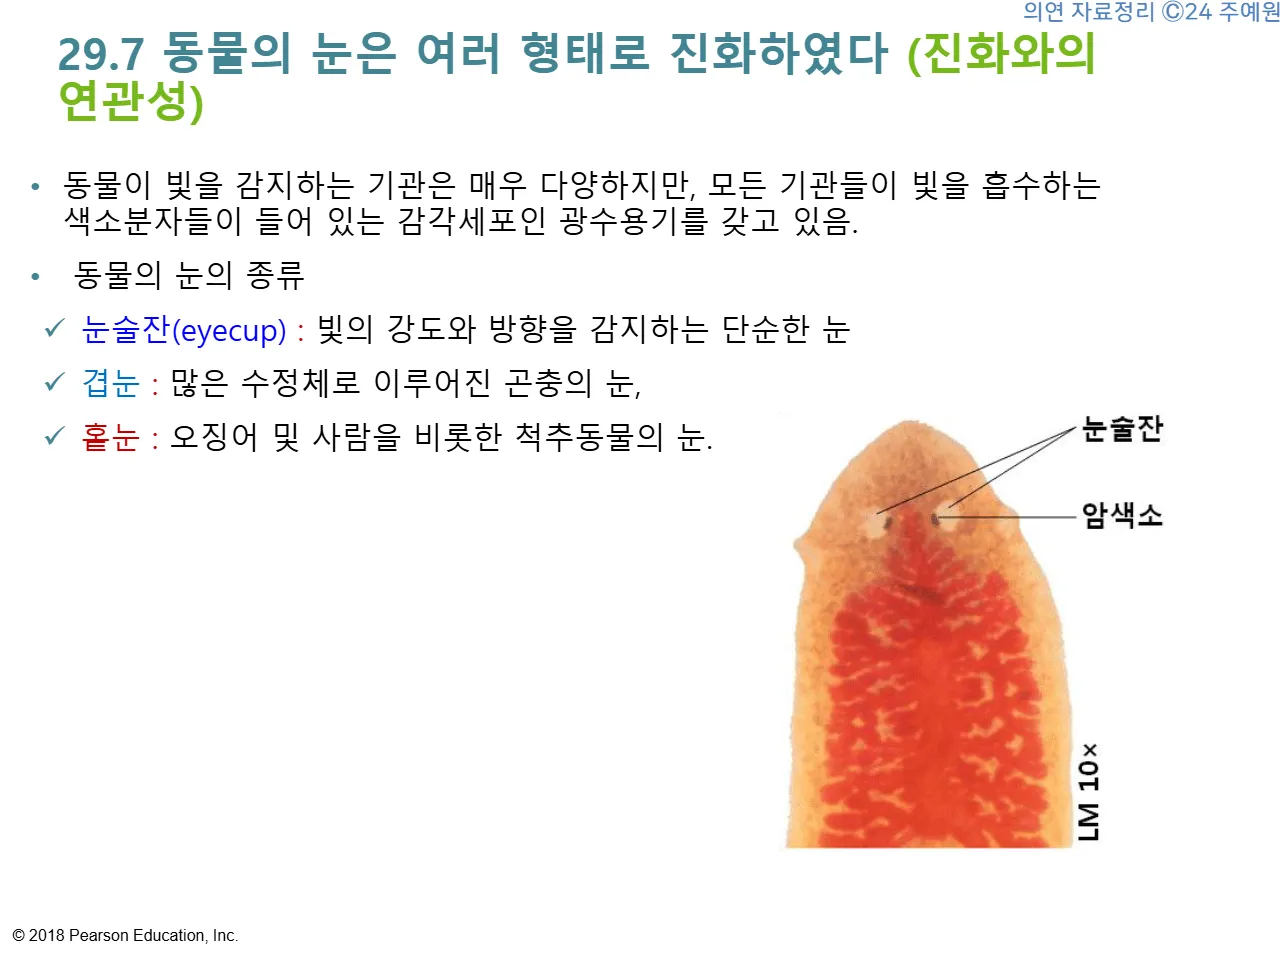 의연 자료정리 Ⓒ24 주예원
29.7 동물의 눈은 여러 형태로 진화하였다 (진화와의
연관성)
• 동물이 빛을 감지하는 기관은 매우 다양하지만, 모든 기관들이 빛을 흡수하는
색소분자들이 들어 있는 감각세포인 광수용기를 갖고 있음.
• 동물의 눈의 종류
✓ 눈술잔(eyecup) : 빛의 강도와 방향을 감지하는 단순한 눈
✓ 겹눈 : 많은 수정체로 이루어진 곤충의 눈,
✓ 홑눈 : 오징어 및 사람을 비롯한 척추동물의 눈.
눈술잔
암색소
LM 10×
© 2018 Pearson Education, Inc.